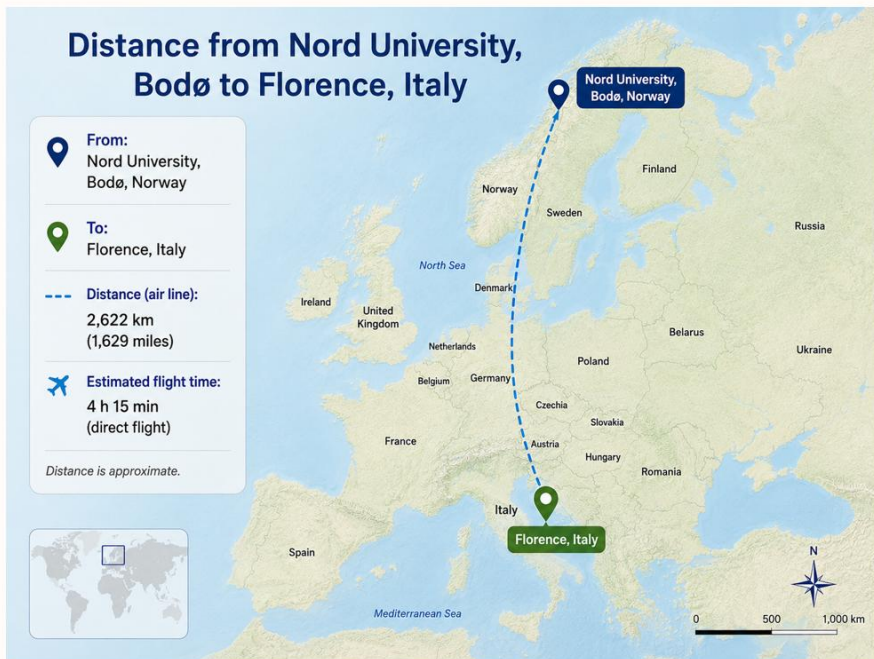 Distance from Nord University,
Bodø to Florence, Italy
From:
Nord University,
Bodø, Norway
To:
Florence, Italy
Distance (air line):
2,622 km
(1,629 miles)
Estimated flight time:
4 h 15 min
(direct flight)
Distance is approximate.
Nord University,
Bodø, Norway
Finland
Norway
Sweden
Russia
North Sea
Denmark
Ireland
United
Kingdom
Belarus
Netherlands
Ukraine
Poland
Belgium
Germany
Czechia
Slovakia
France
Austria
Hungary
Romania
Italy
Florence, Italy
Spain
N
Mediterranean Sea
0 500 1,000 km